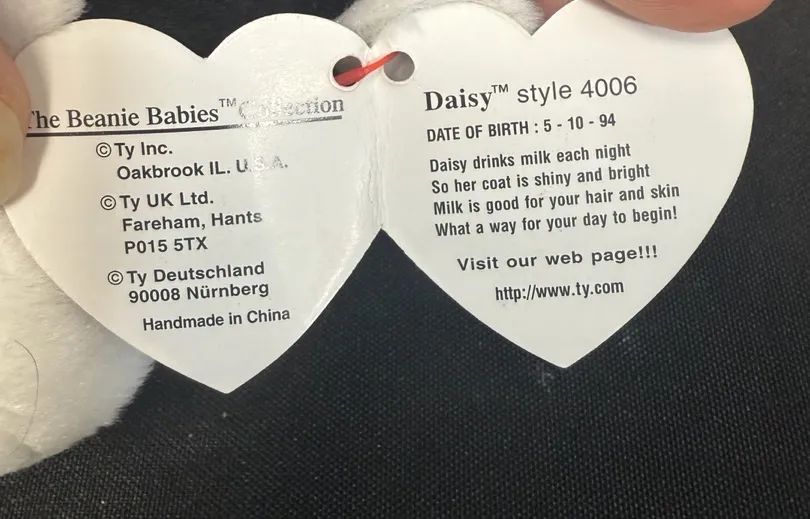 The Beanie Babies™ Collection
©Ty Inc.
Oakbrook IL. U.S.A.
©Ty UK Ltd.
Fareham, Hants
P015 5TX
©Ty Deutschland
90008 Nürnberg
Handmade in China
Daisy™ style 4006
DATE OF BIRTH : 5 - 10 - 94
Daisy drinks milk each night
So her coat is shiny and bright
Milk is good for your hair and skin
What a way for your day to begin!
Visit our web page!!!
http://www.ty.com